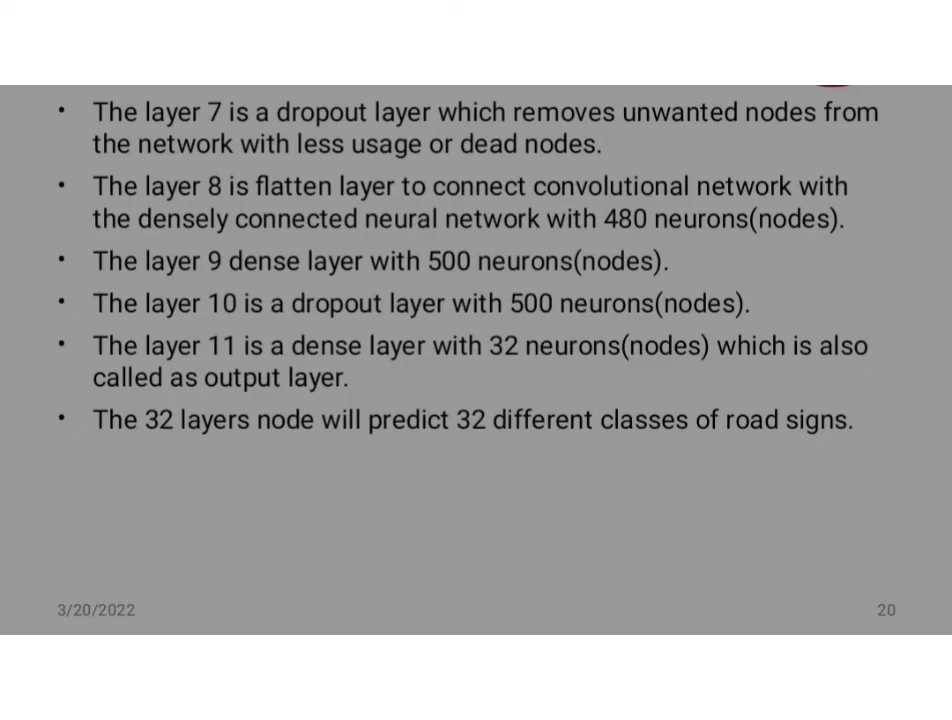 • The layer 7 is a dropout layer which removes unwanted nodes from
the network with less usage or dead nodes.
• The layer 8 is flatten layer to connect convolutional network with
the densely connected neural network with 480 neurons(nodes).
• The layer 9 dense layer with 500 neurons(nodes).
• The layer 10 is a dropout layer with 500 neurons(nodes).
• The layer 11 is a dense layer with 32 neurons(nodes) which is also
called as output layer.
• The 32 layers node will predict 32 different classes of road signs.
3/20/2022
20